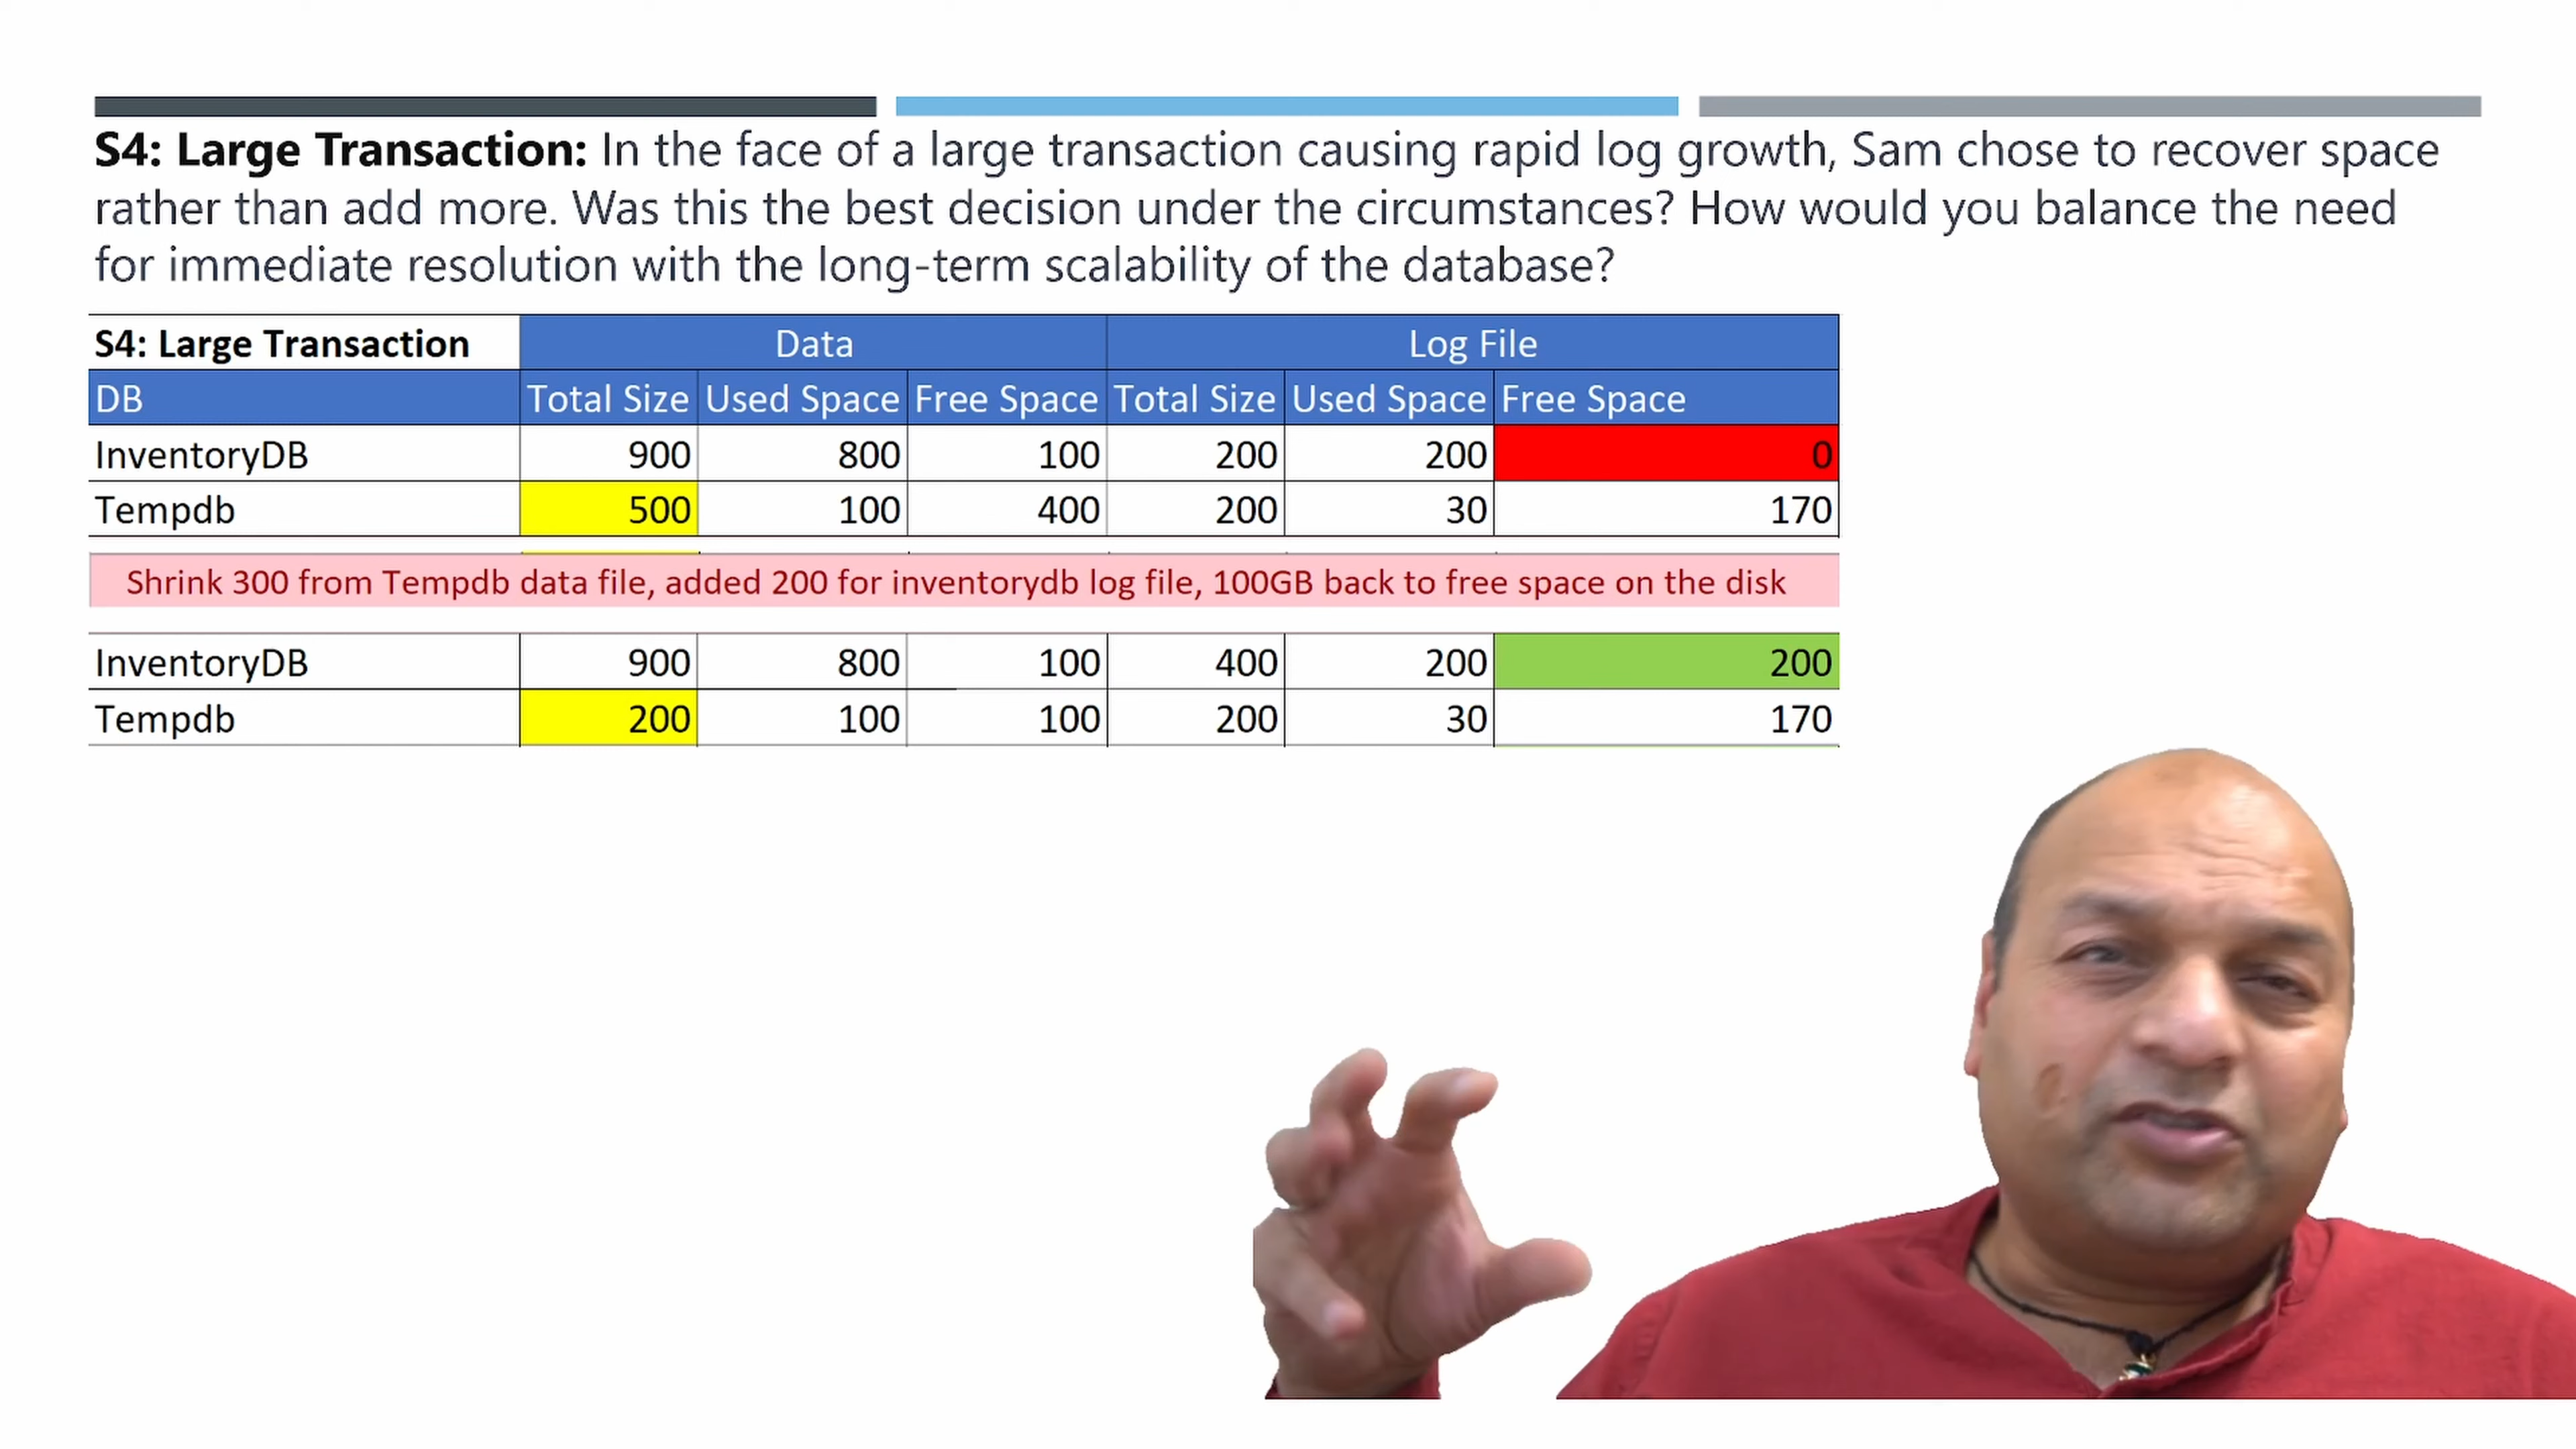 S4: Large Transaction: In the face of a large transaction causing rapid log growth, Sam chose to recover space
rather than add more. Was this the best decision under the circumstances? How would you balance the need
for immediate resolution with the long-term scalability of the database?
S4: Large Transaction Data Log File
DB Total Size Used Space Free Space Total Size Used Space Free Space
InventoryDB 900 800 100 200 200 0
Tempdb 500 100 400 200 30 170
Shrink 300 from Tempdb data file, added 200 for inventorydb log file, 100GB back to free space on the disk
InventoryDB 900 800 100 400 200 200
Tempdb 200 100 100 200 30 170